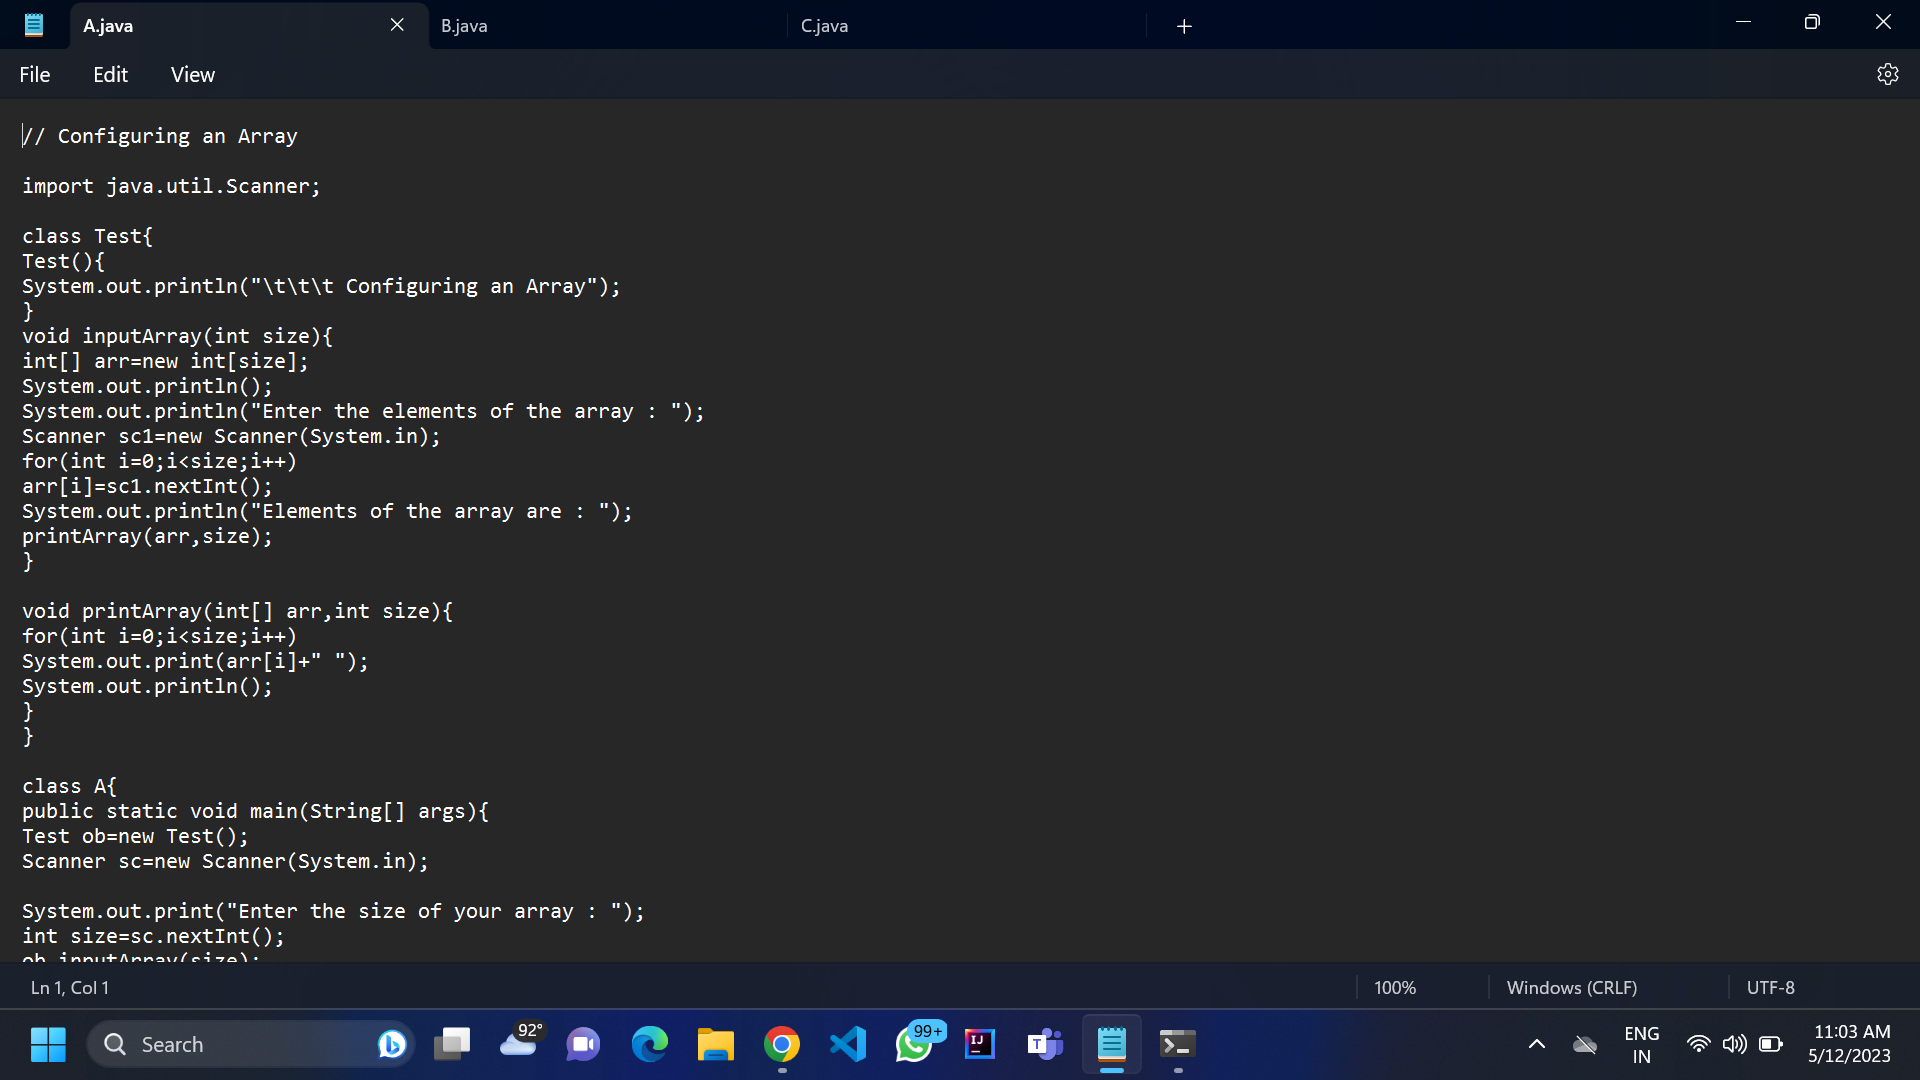 A.java
B.java
C.java
File
Edit
View
// Configuring an Array
import java.util.Scanner;
class Test{
Test(){
System.out.println("\t\t\t Configuring an Array");
}
void inputArray(int size){
int[] arr=new int[size];
System.out.println();
System.out.println("Enter the elements of the array : ");
Scanner sc1=new Scanner(System.in);
for(int i=0;i<size;i++)
arr[i]=sc1.nextInt();
System.out.println("Elements of the array are : ");
printArray(arr,size);
}
void printArray(int[] arr,int size){
for(int i=0;i<size;i++)
System.out.print(arr[i]+" ");
System.out.println();
}
}
class A{
public static void main(String[] args){
Test ob=new Test();
Scanner sc=new Scanner(System.in);
System.out.print("Enter the size of your array : ");
int size=sc.nextInt();
ob.inputArray(size);
Ln 1, Col 1
100%
Windows (CRLF)
UTF-8
Search
92°
99+
IJ
T
ENG
IN
11:03 AM
5/12/2023